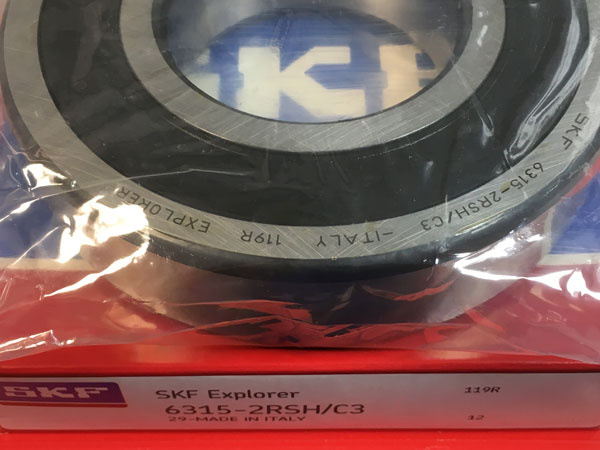 SKF
SKF 6315-2RSH/C3 -ITALY 119R EXPLORER
SKF
SKF Explorer
119R
6315-2RSH/C3
12
29-MADE IN ITALY